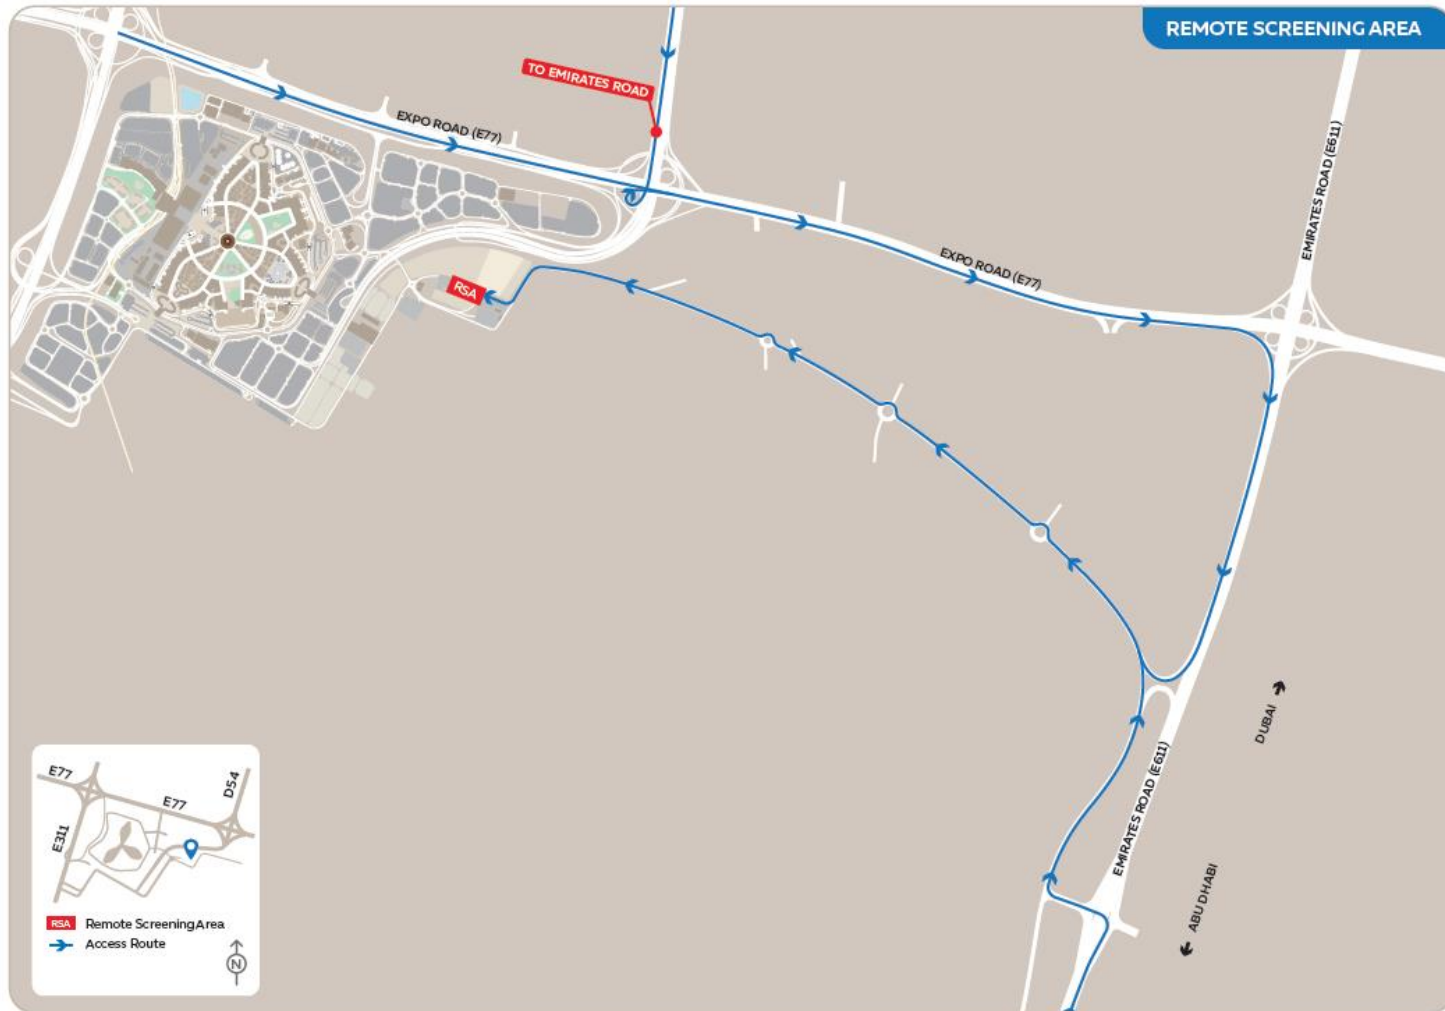 REMOTE SCREENING AREA
TO EMIRATES ROAD
EXPO ROAD (E77)
EMIRATES ROAD (E611)
EXPO ROAD (E77)
RSA
DUBAI
EMIRATES ROAD (E611)
ABU DHABI
E77
D54
E77
E311
RSA Remote Screening Area
Access Route
N